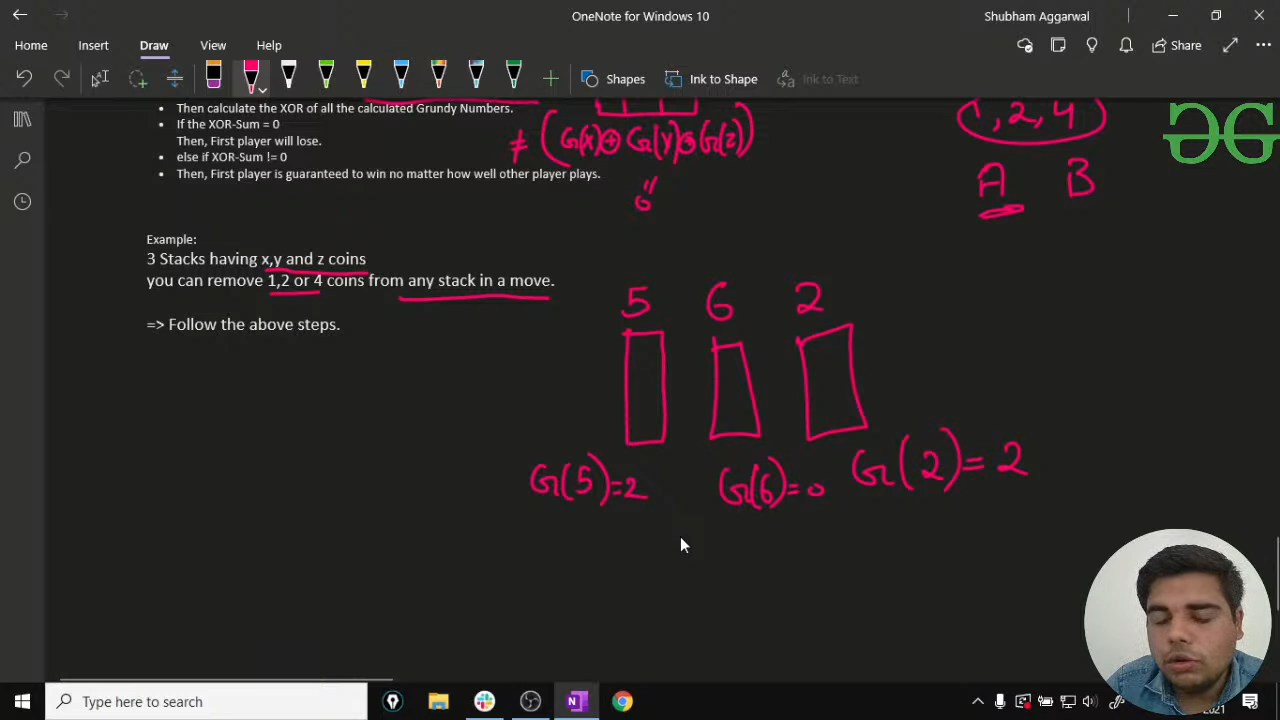 OneNote for Windows 10
Shubham Aggarwal
Home Insert Draw View Help
Share
Shapes
Ink to Shape
Ink to Text
• Then calculate the XOR of all the calculated Grundy Numbers.
• If the XOR-Sum = 0
Then, First player will lose.
• else if XOR-Sum != 0
• Then, First player is guaranteed to win no matter how well other player plays.
≠ (G(x)⊕ G(y)⊕ G(z))
1, 2, 4
A B
Example:
3 Stacks having x,y and z coins
you can remove 1,2 or 4 coins from any stack in a move.
=> Follow the above steps.
5 6 2
G(5)=2 G(6)=0 G(2)=2
Type here to search